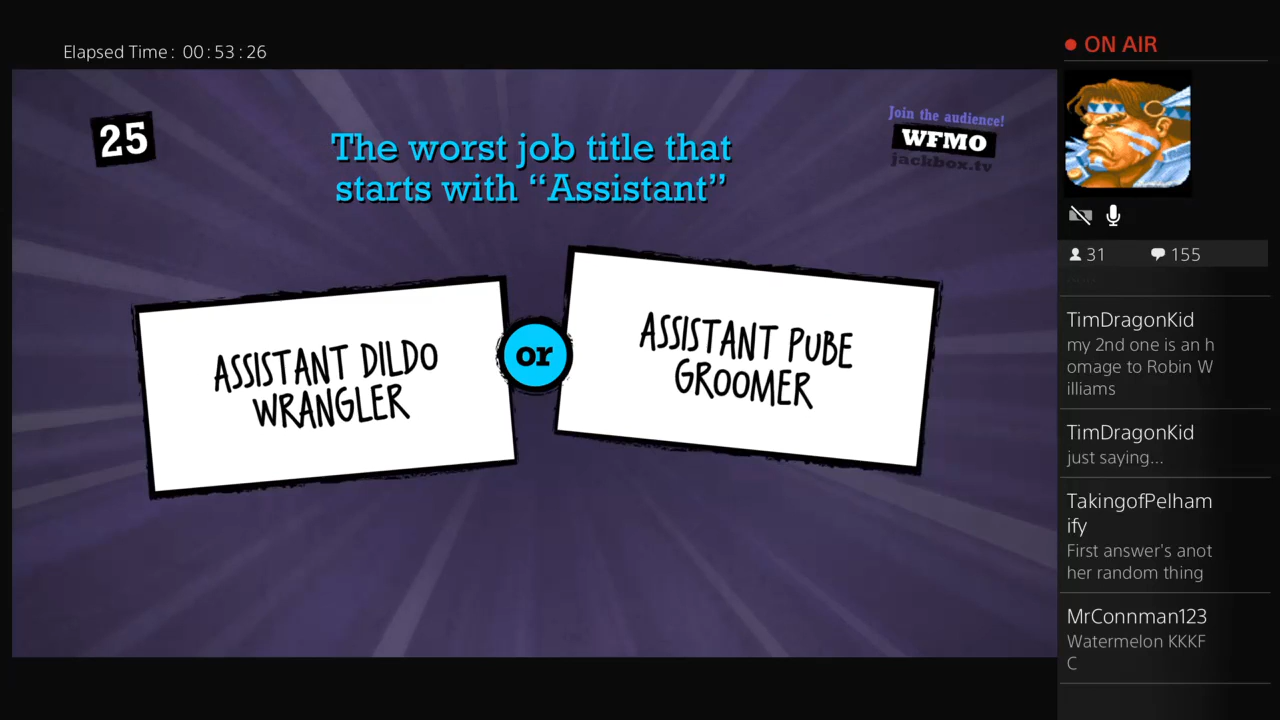 Elapsed Time: 00:53:26
ON AIR
25
The worst job title that
starts with “Assistant”
Join the audience!
WFMO
jackbox.tv
ASSISTANT DILDO
WRANGLER
or
ASSISTANT PUBE
GROOMER
31 155
TimDragonKid
my 2nd one is an h
omage to Robin W
illiams
TimDragonKid
just saying...
TakingofPelham
ify
First answer's anot
her random thing
MrConnman123
Watermelon KKKF
C